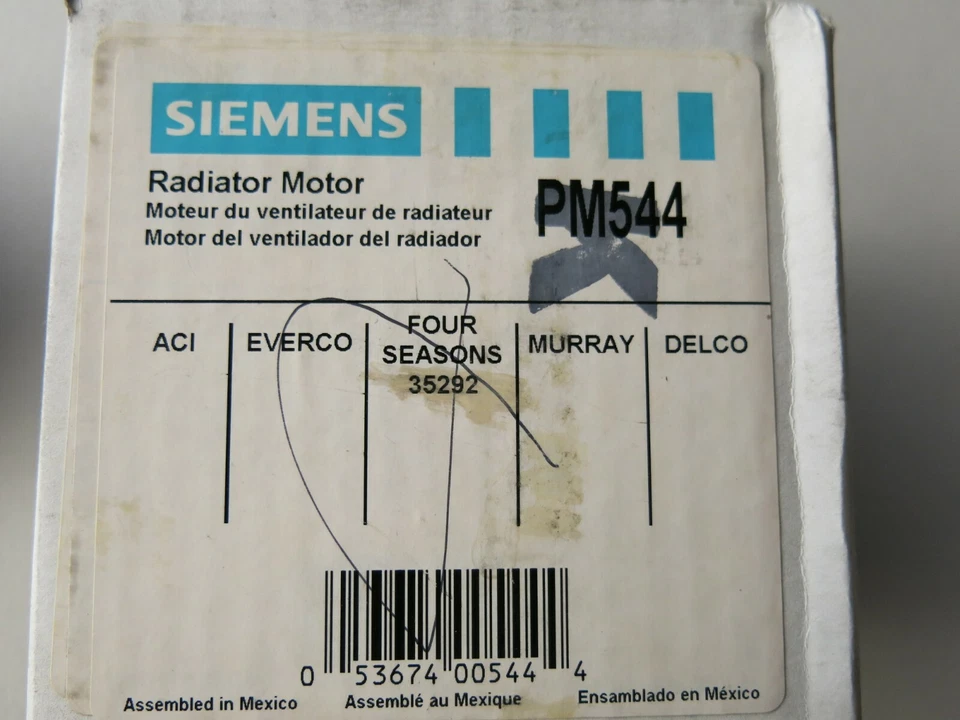 SIEMENS
Radiator Motor
Moteur du ventilateur de radiateur
Motor del ventilador del radiador
PM544
ACI
EVERCO
FOUR
SEASONS
35292
MURRAY
DELCO
0 53674 00544 4
Assembled in Mexico
Assemblé au Mexique
Ensamblado en México